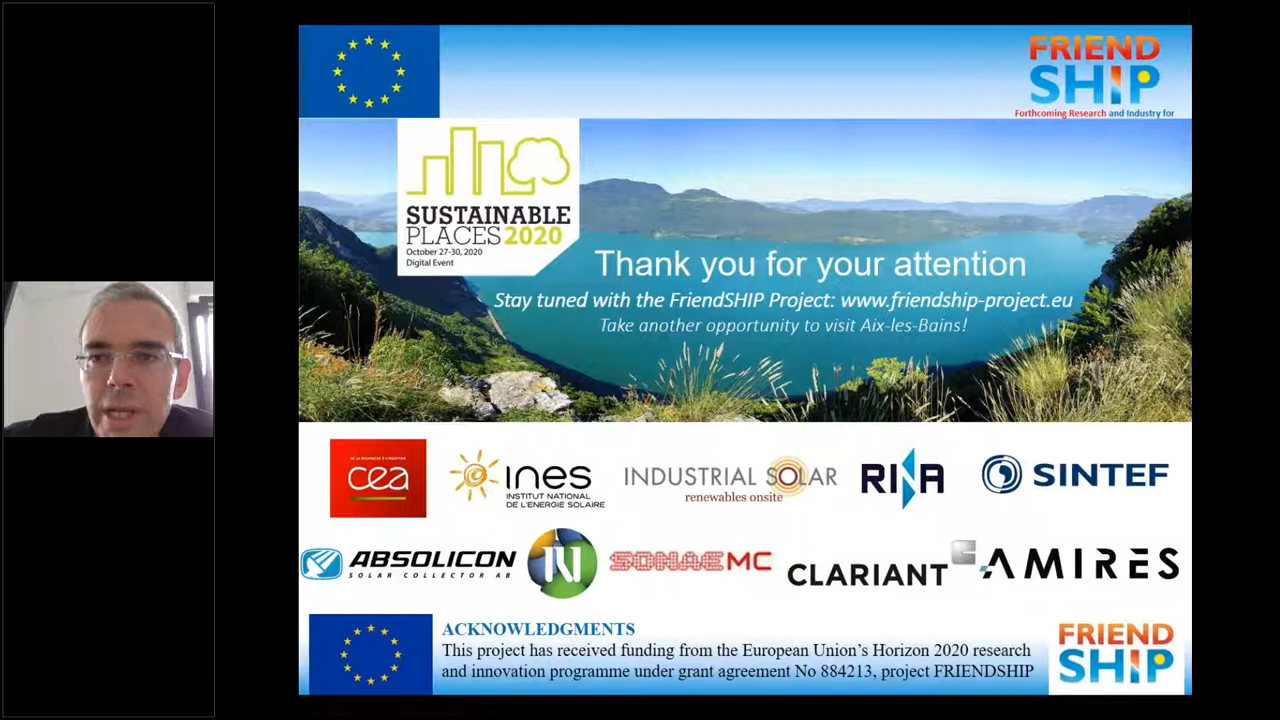 FRIEND
SHIP
Forthcoming Research and Industry for
SUSTAINABLE
PLACES 2020
October 27-30, 2020
Digital Event
Thank you for your attention
Stay tuned with the FriendSHIP Project: www.friendship-project.eu
Take another opportunity to visit Aix-les-Bains!
DE LA RECHERCHE À L'INDUSTRIE
cea
ines
INSTITUT NATIONAL
DE L'ENERGIE SOLAIRE
INDUSTRIAL SOLAR
renewables onsite
RINA
SINTEF
ABSOLICON
SOLAR COLLECTOR AB
SONAE MC
CLARIANT
AMIRES
ACKNOWLEDGMENTS
This project has received funding from the European Union’s Horizon 2020 research
and innovation programme under grant agreement No 884213, project FRIENDSHIP
FRIEND
SHIP